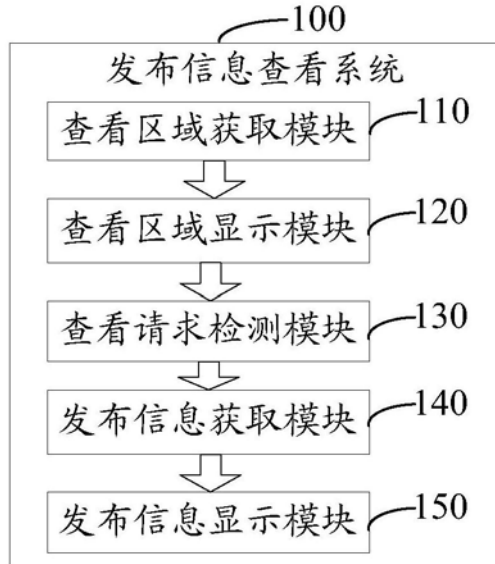 100
发布信息查看系统
查看区域获取模块
110
查看区域显示模块
120
查看请求检测模块
130
发布信息获取模块
140
发布信息显示模块
150